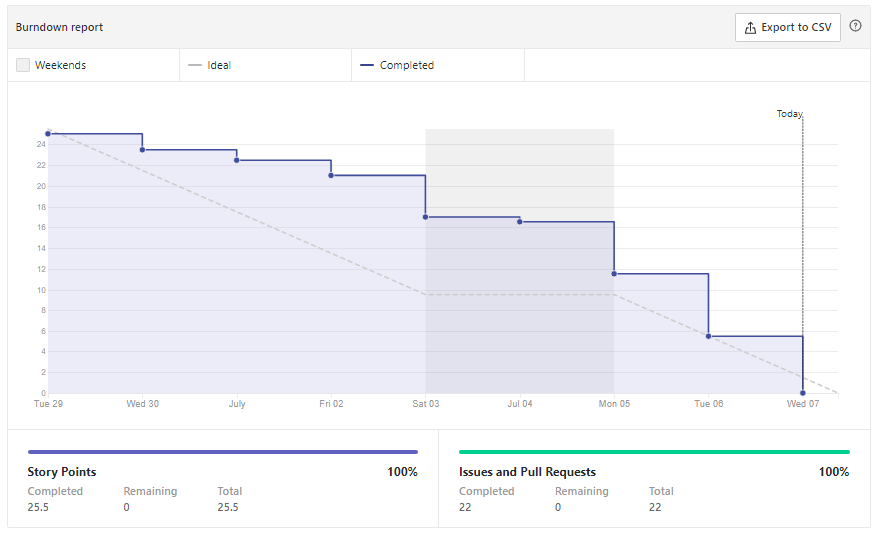 Burndown report
Export to CSV
?
Weekends
Ideal
Completed
Today
24
22
20
18
16
14
12
10
8
6
4
2
0
Tue 29 Wed 30 July Fri 02 Sat 03 Jul 04 Mon 05 Tue 06 Wed 07
Story Points 100%
Completed Remaining Total
25.5 0 25.5
Issues and Pull Requests 100%
Completed Remaining Total
22 0 22